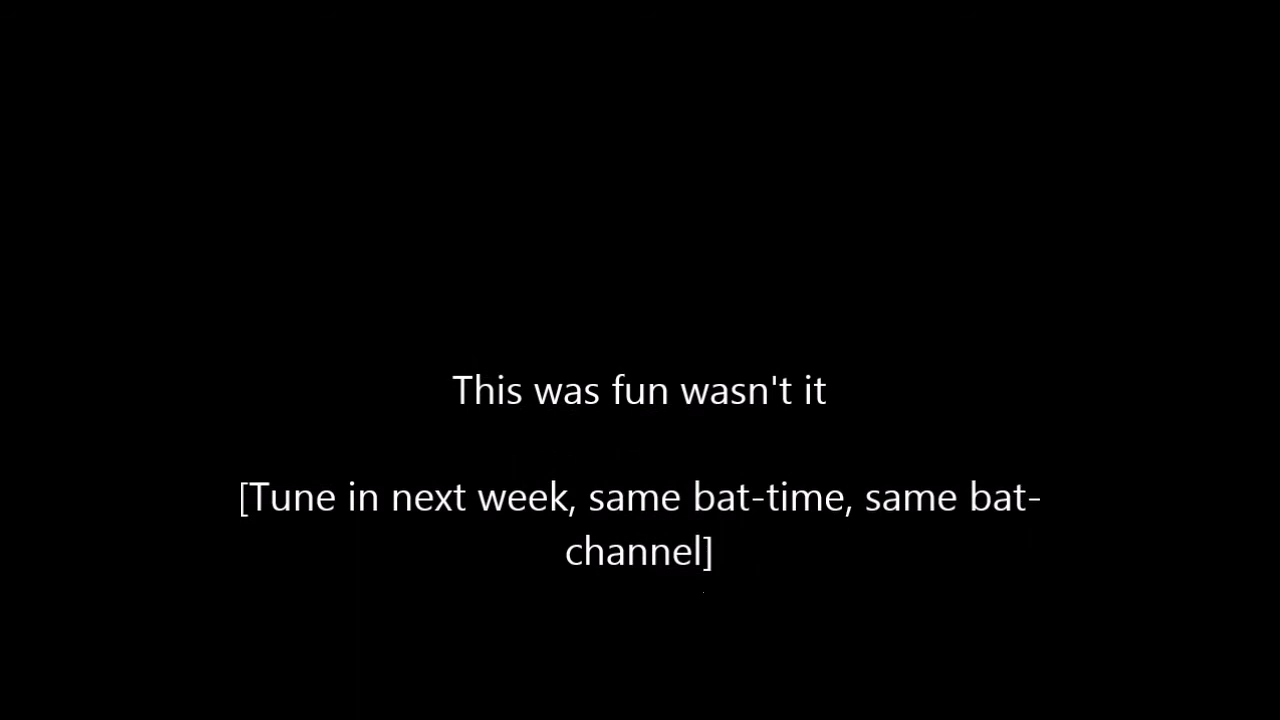 This was fun wasn't it
[Tune in next week, same bat-time, same bat-
channel]